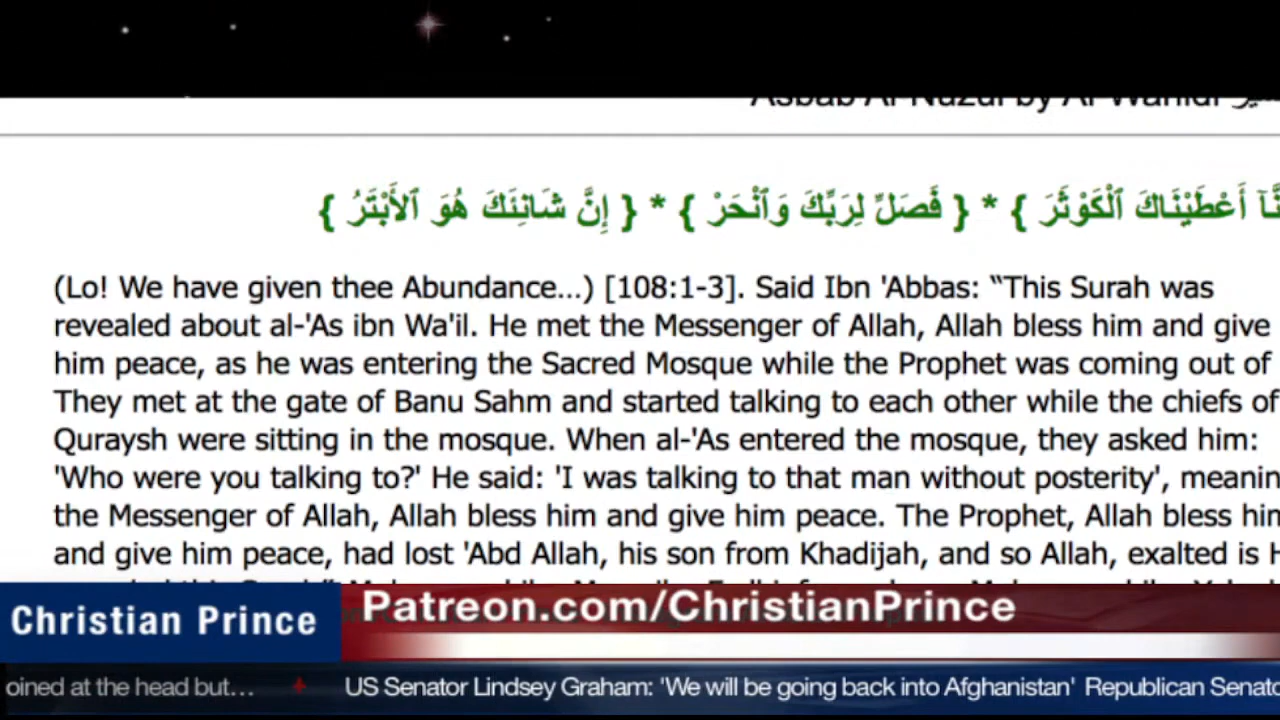 Asbab Al-Nuzul by Al-Wahidi
أَعْطَيْنَاكَ ٱلْكَوْثَرَ } * { فَصَلِّ لِرَبِّكَ وَٱنْحَرْ } * { إِنَّ شَانِئَكَ هُوَ ٱلأَبْتَرُ }
(Lo! We have given thee Abundance...) [108:1-3]. Said Ibn 'Abbas: “This Surah was
revealed about al-'As ibn Wa'il. He met the Messenger of Allah, Allah bless him and give
him peace, as he was entering the Sacred Mosque while the Prophet was coming out of
They met at the gate of Banu Sahm and started talking to each other while the chiefs of
Quraysh were sitting in the mosque. When al-'As entered the mosque, they asked him:
'Who were you talking to?' He said: 'I was talking to that man without posterity', meanin
the Messenger of Allah, Allah bless him and give him peace. The Prophet, Allah bless him
and give him peace, had lost 'Abd Allah, his son from Khadijah, and so Allah, exalted is H
Christian Prince
Patreon.com/ChristianPrince
oined at the head but... US Senator Lindsey Graham: 'We will be going back into Afghanistan' Republican Senato